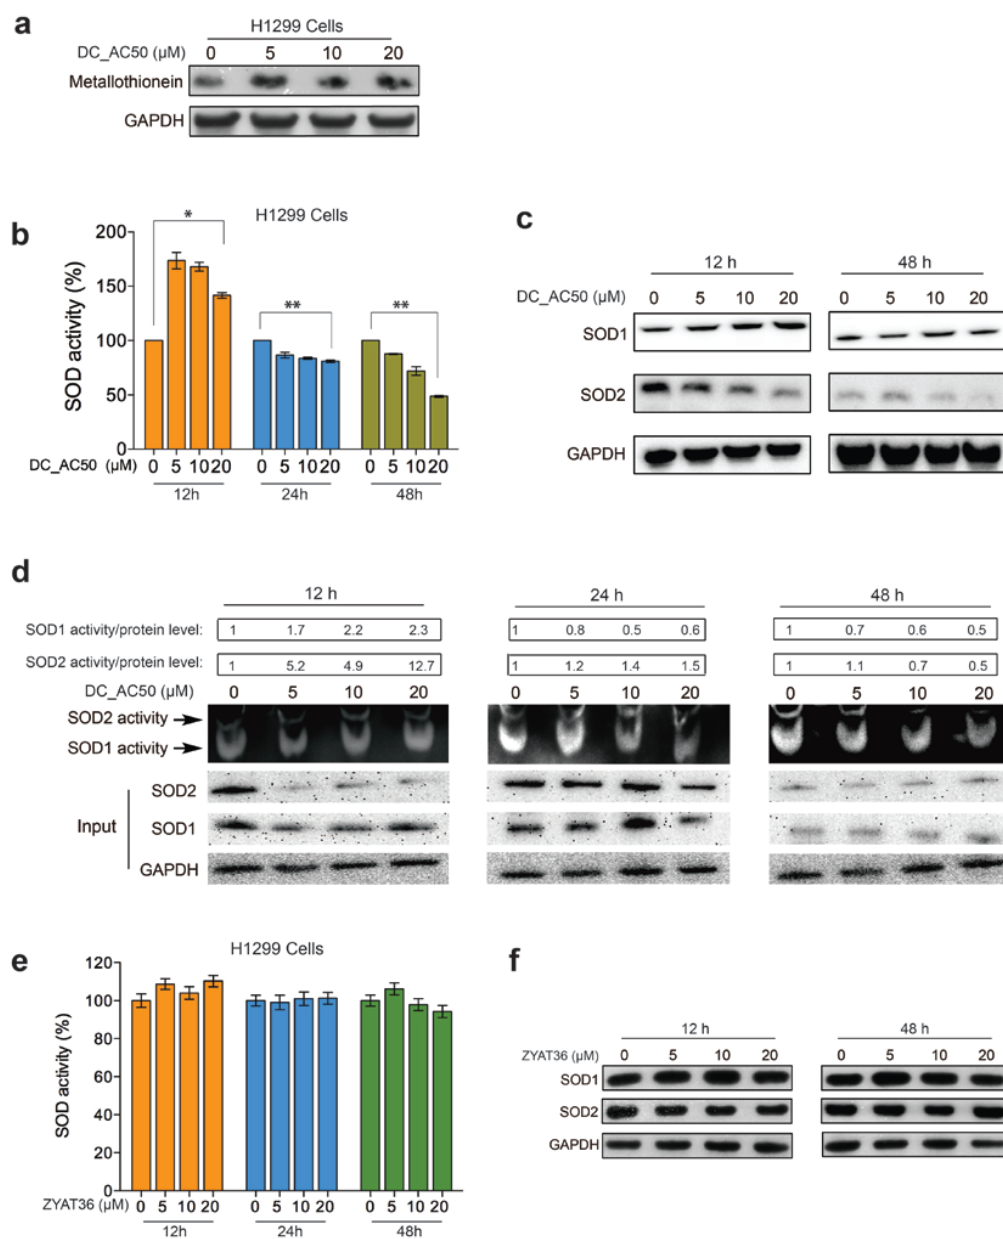 a
H1299 Cells
DC_AC50 (µM) 0 5 10 20
Metallothionein
GAPDH
b
H1299 Cells
SOD activity (%)
200
150
100
50
0
*
**
**
DC_AC50 (µM) 0 5 10 20 0 5 10 20 0 5 10 20
12h 24h 48h
c
12 h 48 h
DC_AC50 (µM) 0 5 10 20 0 5 10 20
SOD1
SOD2
GAPDH
d
12 h 24 h 48 h
SOD1 activity/protein level: 1 1.7 2.2 2.3 1 0.8 0.5 0.6 1 0.7 0.6 0.5
SOD2 activity/protein level: 1 5.2 4.9 12.7 1 1.2 1.4 1.5 1 1.1 0.7 0.5
DC_AC50 (µM) 0 5 10 20 0 5 10 20 0 5 10 20
SOD2 activity
SOD1 activity
Input
SOD2
SOD1
GAPDH
e
H1299 Cells
SOD activity (%)
120
100
80
60
40
20
0
ZYAT36 (µM) 0 5 10 20 0 5 10 20 0 5 10 20
12h 24h 48h
f
12 h 48 h
ZYAT36 (µM) 0 5 10 20 0 5 10 20
SOD1
SOD2
GAPDH